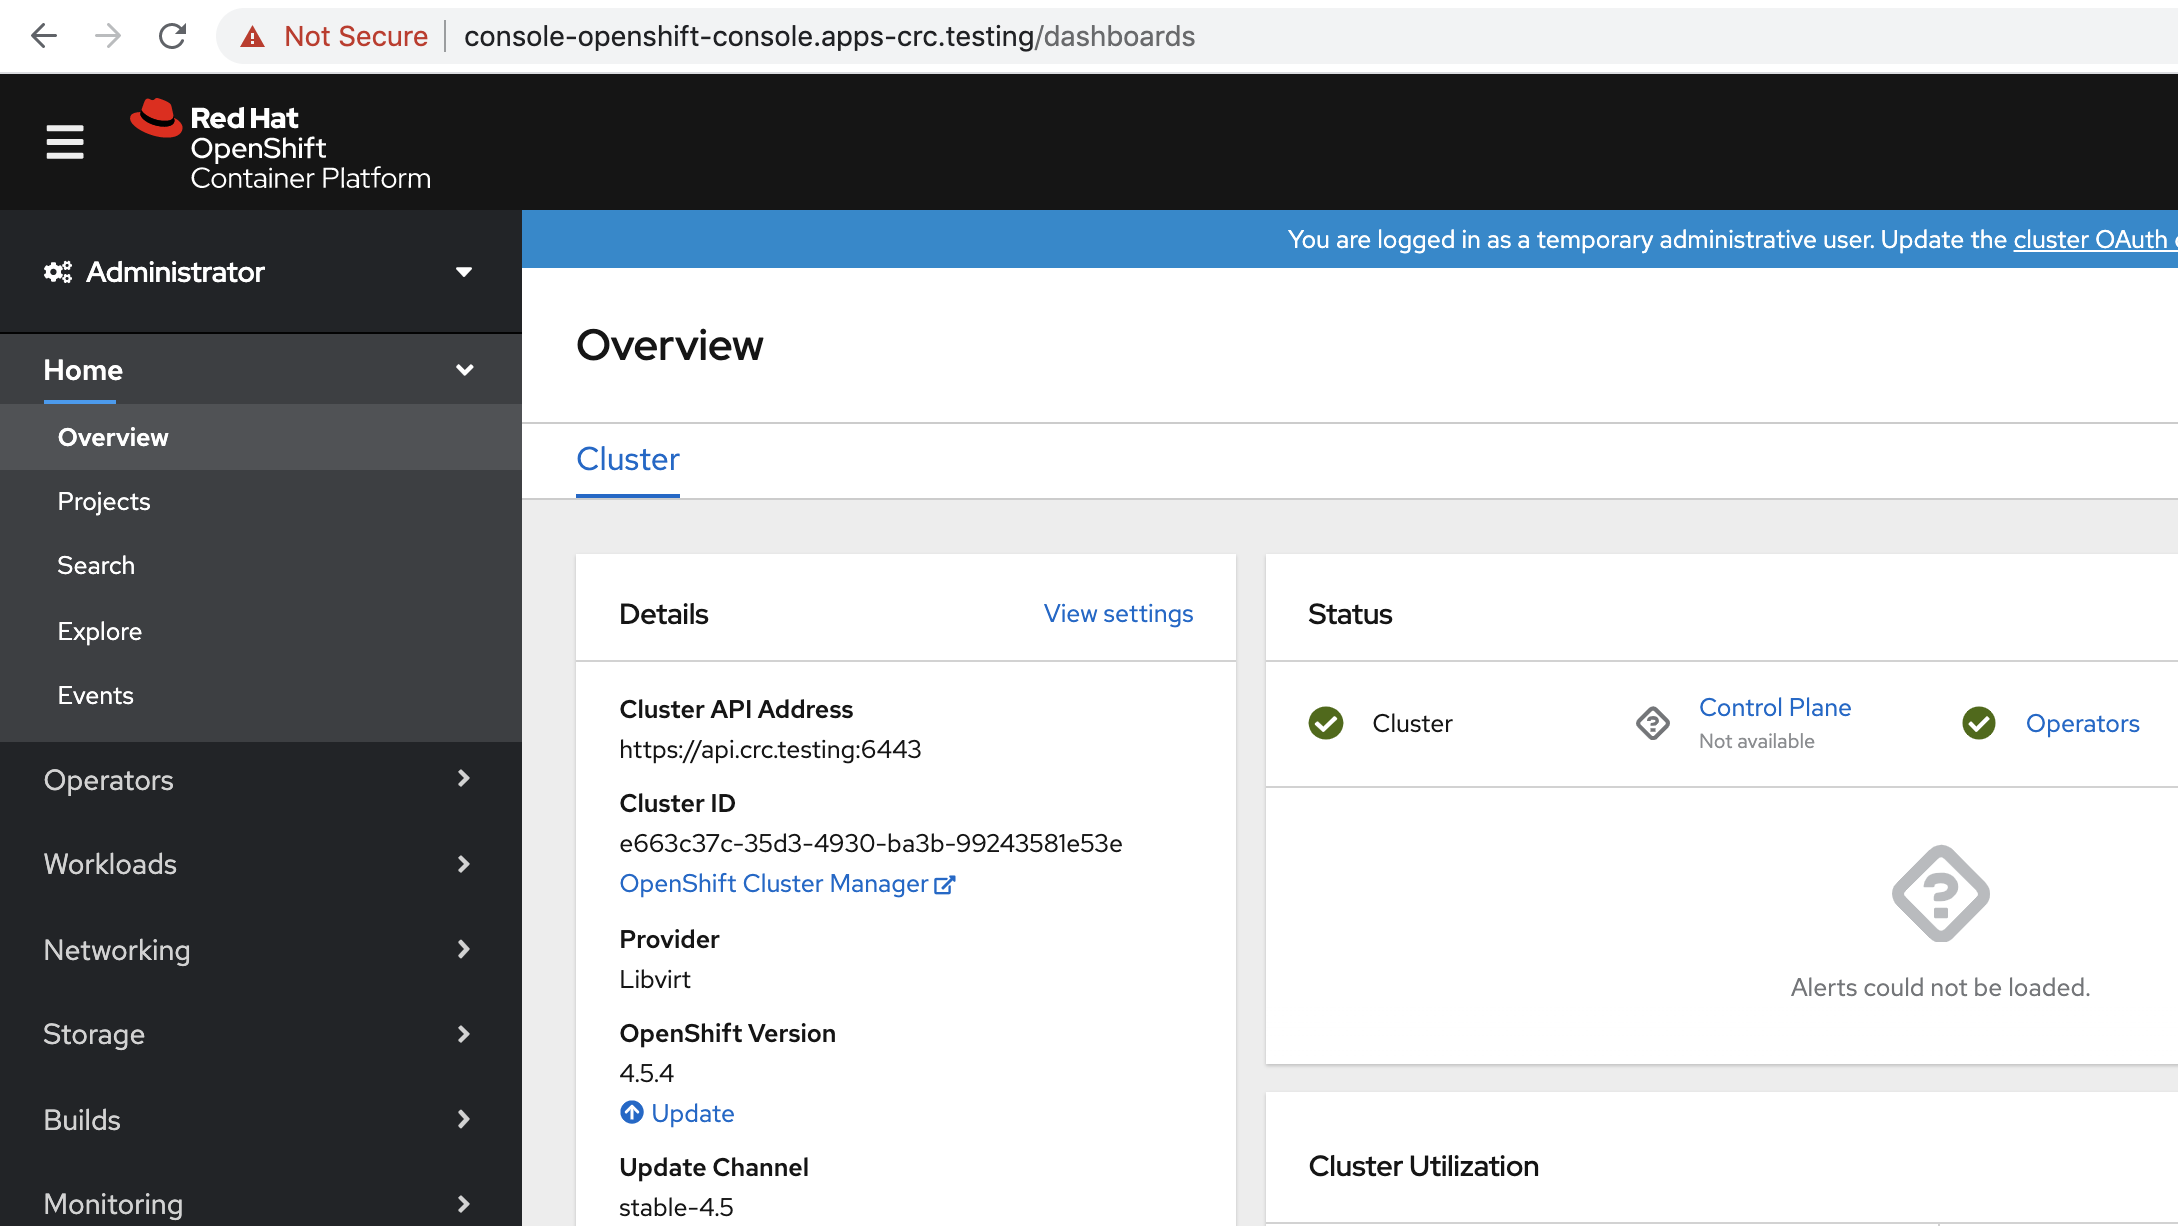 Not Secure | console-openshift-console.apps-crc.testing/dashboards
Red Hat
OpenShift
Container Platform
Administrator
You are logged in as a temporary administrative user. Update the cluster OAuth
Home
Overview
Projects
Search
Explore
Events
Operators
Workloads
Networking
Storage
Builds
Monitoring
Overview
Cluster
Details
View settings
Cluster API Address
https://api.crc.testing:6443
Cluster ID
e663c37c-35d3-4930-ba3b-99243581e53e
OpenShift Cluster Manager
Provider
Libvirt
OpenShift Version
4.5.4
Update
Update Channel
stable-4.5
Status
Cluster
Control Plane
Not available
Operators
Alerts could not be loaded.
Cluster Utilization